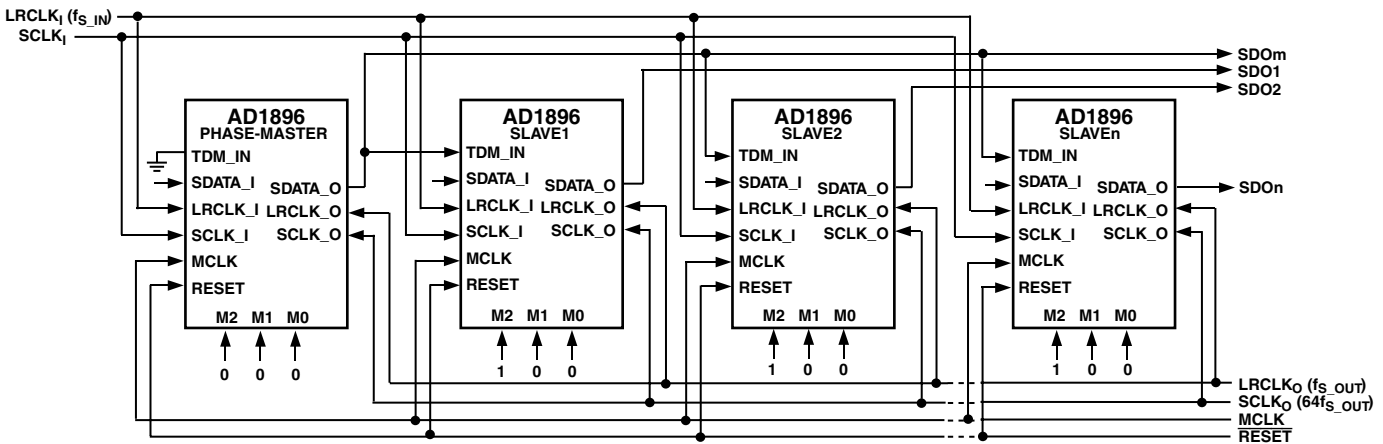 LRCLKI (fS_IN)
SCLKI
SDOm
SDO1
SDO2
AD1896
PHASE-MASTER
TDM_IN
SDATA_I
SDATA_O
LRCLK_I
LRCLK_O
SCLK_I
SCLK_O
MCLK
RESET
M2 M1 M0
0 0 0
AD1896
SLAVE1
TDM_IN
SDATA_I
SDATA_O
LRCLK_I
LRCLK_O
SCLK_I
SCLK_O
MCLK
RESET
M2 M1 M0
1 0 0
AD1896
SLAVE2
TDM_IN
SDATA_I
SDATA_O
LRCLK_I
LRCLK_O
SCLK_I
SCLK_O
MCLK
RESET
M2 M1 M0
1 0 0
AD1896
SLAVEn
TDM_IN
SDATA_I
SDATA_O
LRCLK_I
LRCLK_O
SCLK_I
SCLK_O
MCLK
RESET
M2 M1 M0
1 0 0
SDOn
LRCLKO (fS_OUT)
SCLKO (64fS_OUT)
MCLK
RESET